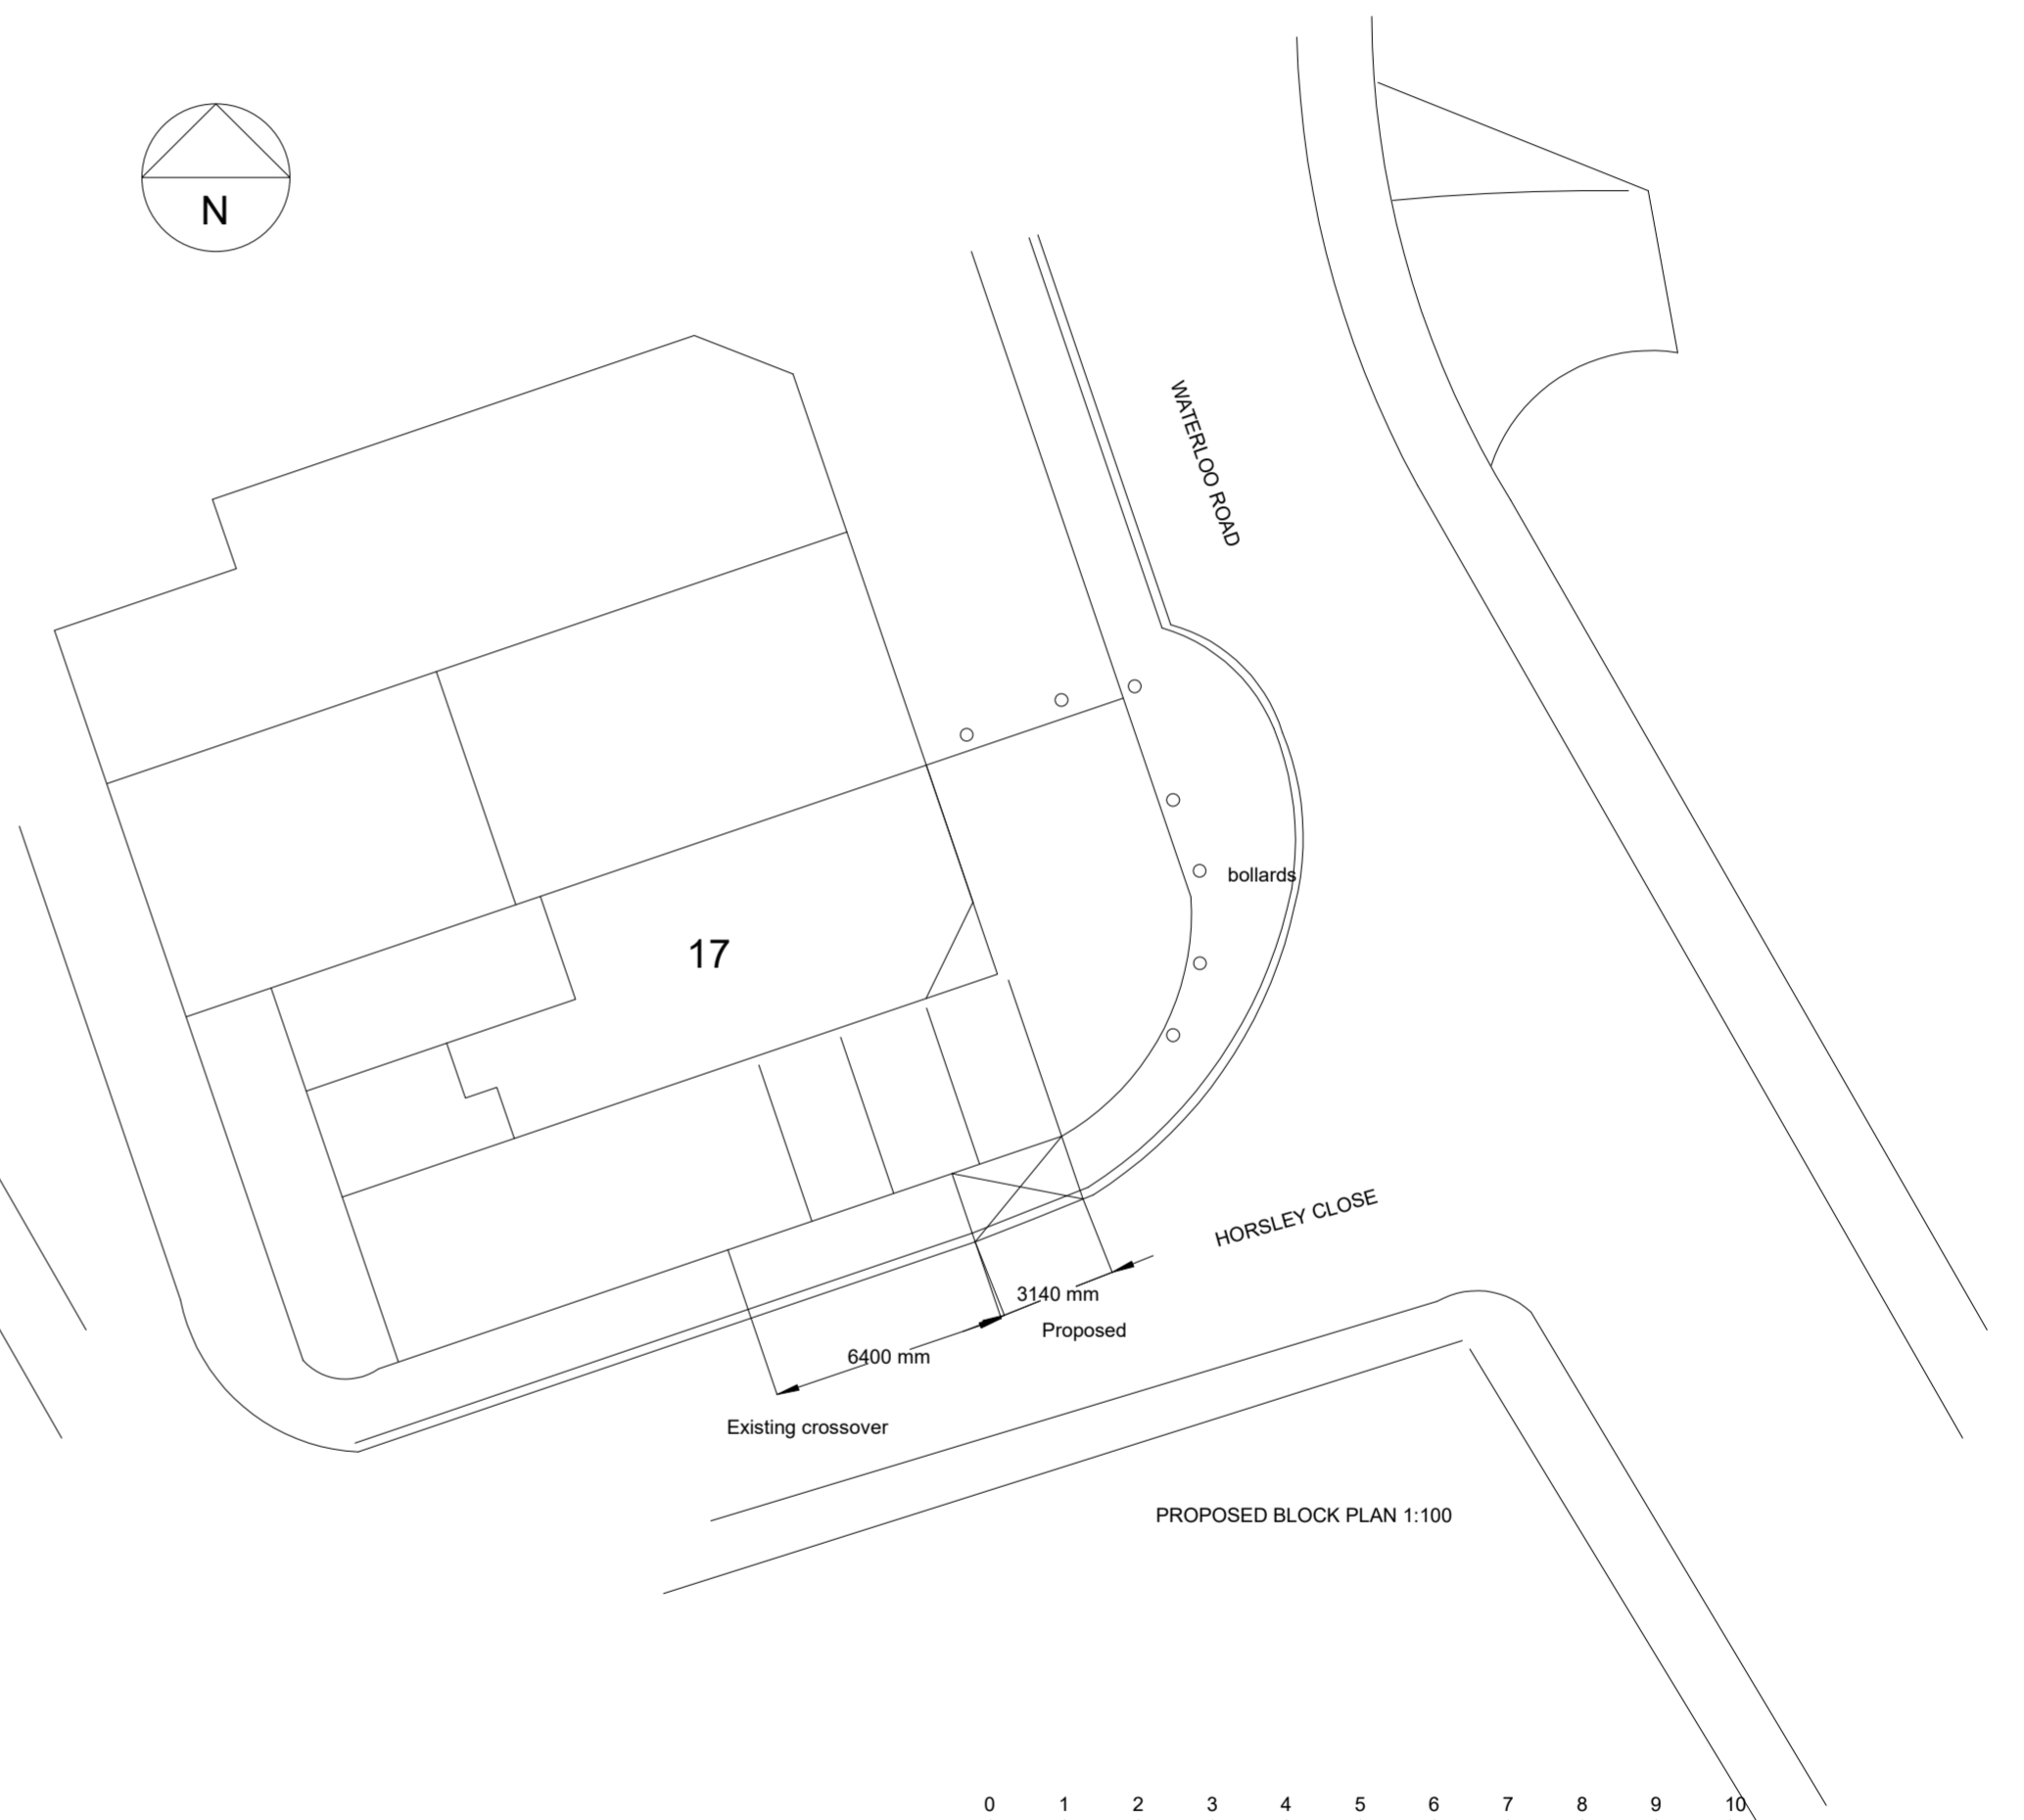 N
WATERLOO ROAD
bollards
17
HORSLEY CLOSE
3140 mm
Proposed
6400 mm
Existing crossover
PROPOSED BLOCK PLAN 1:100
0 1 2 3 4 5 6 7 8 9 10